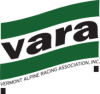 vara
VERMONT ALPINE RACING ASSOCIATION, INC.